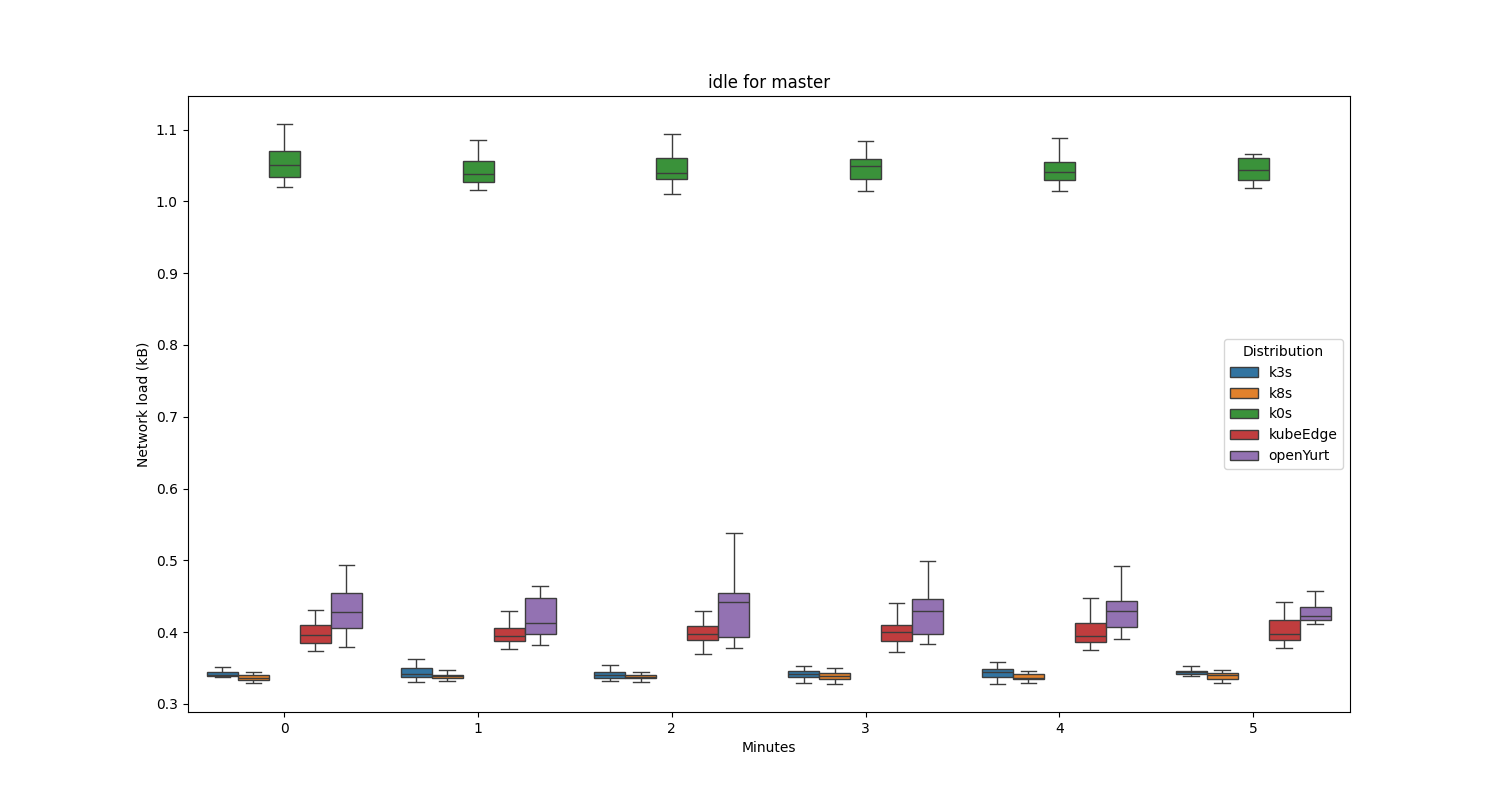 idle for master
1.1
1.0
0.9
0.8
0.7
0.6
0.5
0.4
0.3
Network load (kB)
Distribution
k3s
k8s
k0s
kubeEdge
openYurt
0 1 2 3 4 5
Minutes